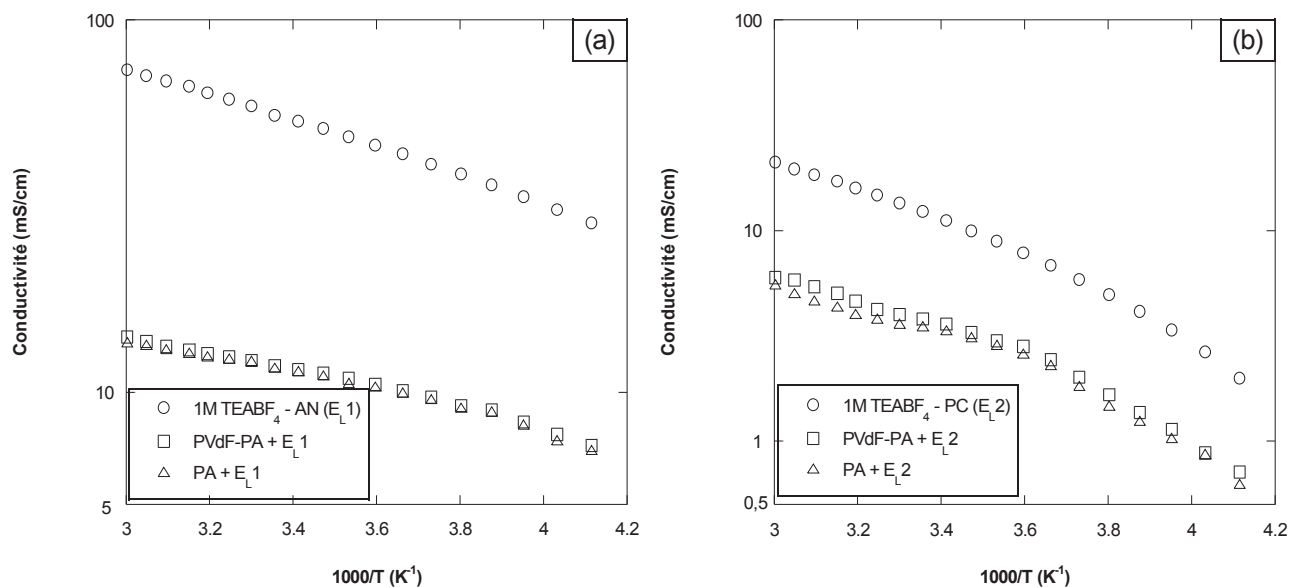 (a)
100
10
5
Conductivité (mS/cm)
1M TEABF4 - AN (EL1)
PVdF-PA + EL1
PA + EL1
3 3.2 3.4 3.6 3.8 4 4.2
1000/T (K-1)
(b)
100
10
1
0,5
Conductivité (mS/cm)
1M TEABF4 - PC (EL2)
PVdF-PA + EL2
PA + EL2
3 3.2 3.4 3.6 3.8 4 4.2
1000/T (K-1)